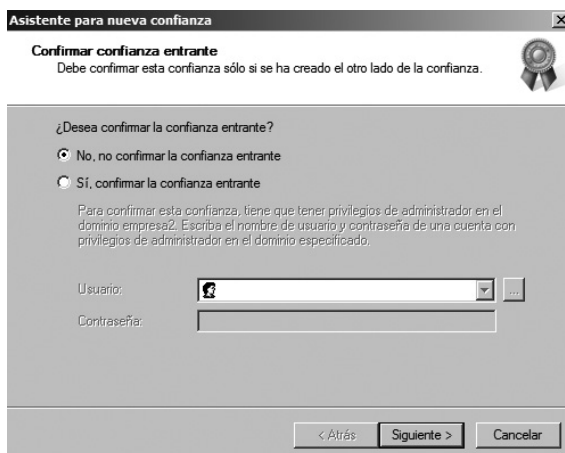 Asistente para nueva confianza
Confirmar confianza entrante
Debe confirmar esta confianza sólo si se ha creado el otro lado de la confianza.
¿Desea confirmar la confianza entrante?
No, no confirmar la confianza entrante
Sí, confirmar la confianza entrante
Para confirmar esta confianza, tiene que tener privilegios de administrador en el
dominio empresa2. Escriba el nombre de usuario y contraseña de una cuenta con
privilegios de administrador en el dominio especificado.
Usuario:
...
Contraseña:
< Atrás
Siguiente >
Cancelar